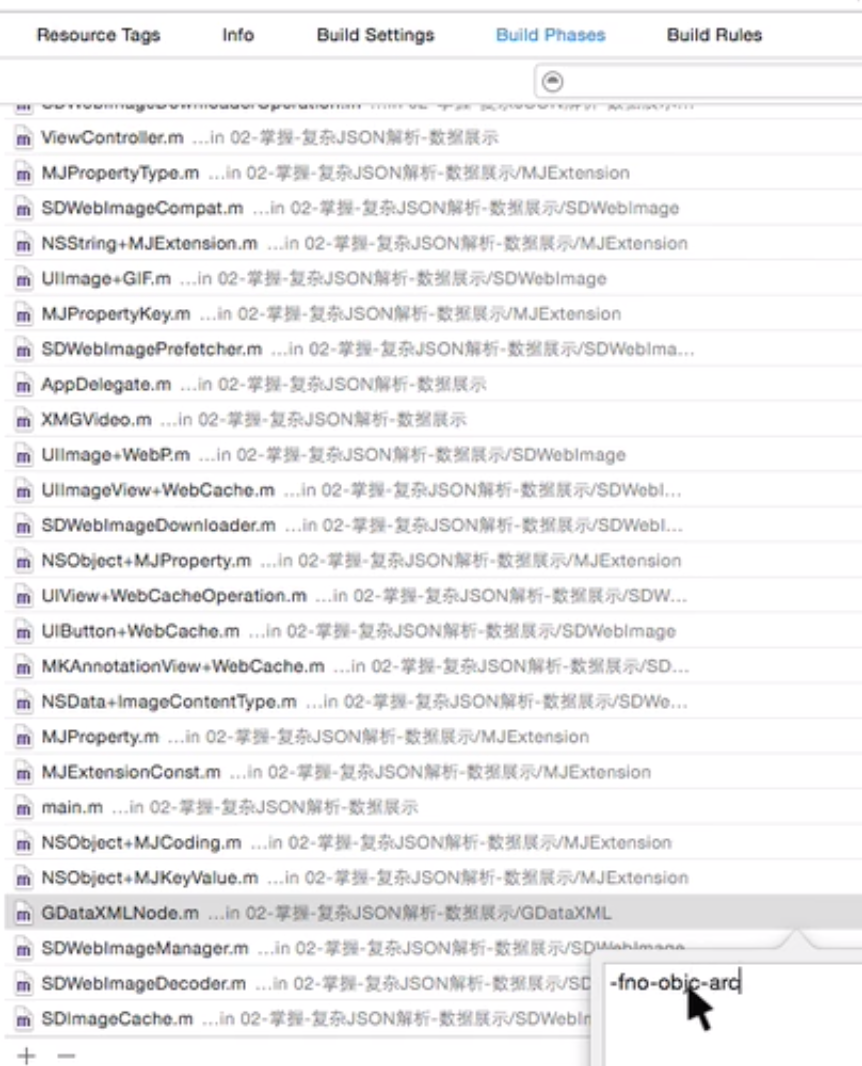 Resource Tags Info Build Settings Build Phases Build Rules
ViewController.m ...in 02-掌握-复杂JSON解析-数据展示
MJPropertyType.m ...in 02-掌握-复杂JSON解析-数据展示/MJExtension
SDWebImageCompat.m ...in 02-掌握-复杂JSON解析-数据展示/SDWebImage
NSString+MJExtension.m ...in 02-掌握-复杂JSON解析-数据展示/MJExtension
UIImage+GIF.m ...in 02-掌握-复杂JSON解析-数据展示/SDWebImage
MJPropertyKey.m ...in 02-掌握-复杂JSON解析-数据展示/MJExtension
SDWebImagePrefetcher.m ...in 02-掌握-复杂JSON解析-数据展示/SDWebIma...
AppDelegate.m ...in 02-掌握-复杂JSON解析-数据展示
XMGVideo.m ...in 02-掌握-复杂JSON解析-数据展示
UIImage+WebP.m ...in 02-掌握-复杂JSON解析-数据展示/SDWebImage
UIImageView+WebCache.m ...in 02-掌握-复杂JSON解析-数据展示/SDWebI...
SDWebImageDownloader.m ...in 02-掌握-复杂JSON解析-数据展示/SDWebI...
NSObject+MJProperty.m ...in 02-掌握-复杂JSON解析-数据展示/MJExtension
UIView+WebCacheOperation.m ...in 02-掌握-复杂JSON解析-数据展示/SDW...
UIButton+WebCache.m ...in 02-掌握-复杂JSON解析-数据展示/SDWebImage
MKAnnotationView+WebCache.m ...in 02-掌握-复杂JSON解析-数据展示/SD...
NSData+ImageContentType.m ...in 02-掌握-复杂JSON解析-数据展示/SDWe...
MJProperty.m ...in 02-掌握-复杂JSON解析-数据展示/MJExtension
MJExtensionConst.m ...in 02-掌握-复杂JSON解析-数据展示/MJExtension
main.m ...in 02-掌握-复杂JSON解析-数据展示
NSObject+MJCoding.m ...in 02-掌握-复杂JSON解析-数据展示/MJExtension
NSObject+MJKeyValue.m ...in 02-掌握-复杂JSON解析-数据展示/MJExtension
GDataXMLNode.m ...in 02-掌握-复杂JSON解析-数据展示/GDataXML
SDWebImageManager.m ...in 02-掌握-复杂JSON解析-数据展示/SDWebImage
SDWebImageDecoder.m ...in 02-掌握-复杂JSON解析-数据展示/SD
-fno-objc-arc
SDImageCache.m ...in 02-掌握-复杂JSON解析-数据展示/SDWebIm